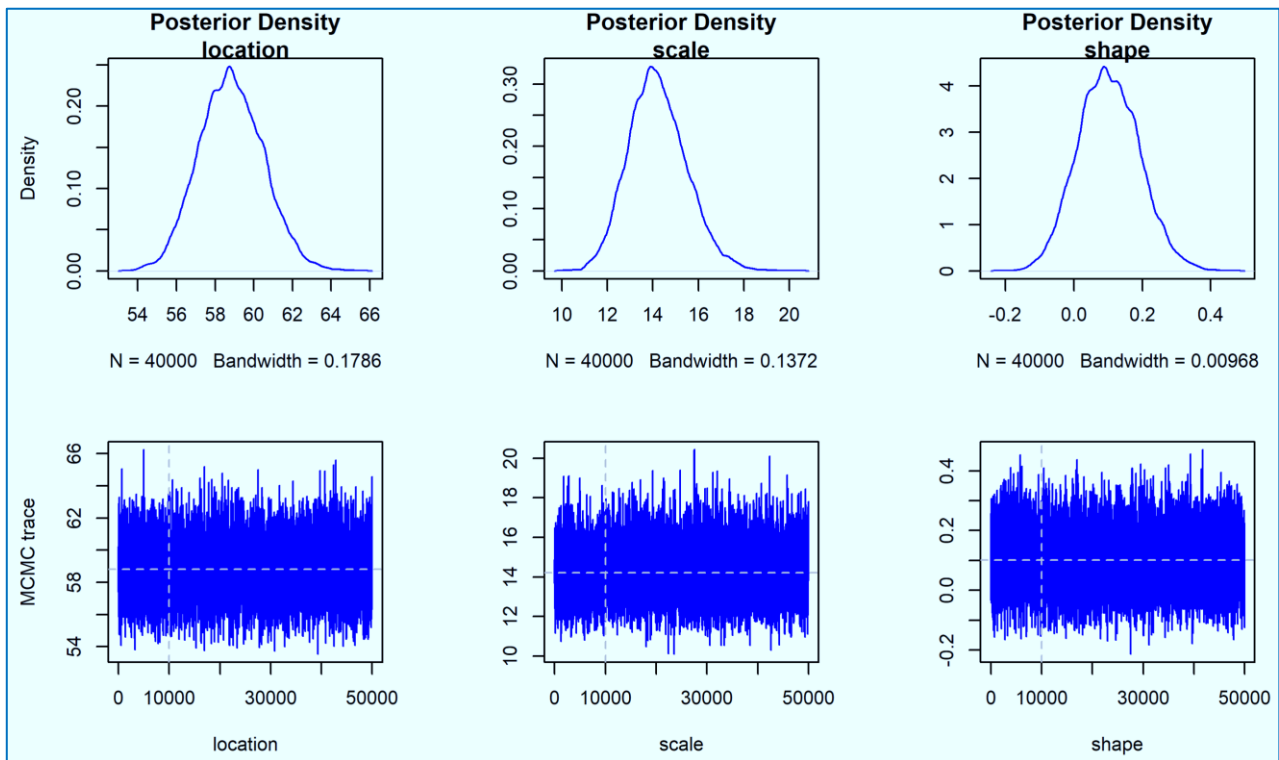 Posterior Density
location
Posterior Density
scale
Posterior Density
shape
Density
0.00
0.10
0.20
54 56 58 60 62 64 66
N = 40000 Bandwidth = 0.1786
0.00
0.10
0.20
0.30
10 12 14 16 18 20
N = 40000 Bandwidth = 0.1372
0
1
2
3
4
-0.2 0.0 0.2 0.4
N = 40000 Bandwidth = 0.00968
MCMC trace
54
58
62
66
0 10000 30000 50000
location
10
12
14
16
18
20
0 10000 30000 50000
scale
-0.2
0.0
0.2
0.4
0 10000 30000 50000
shape